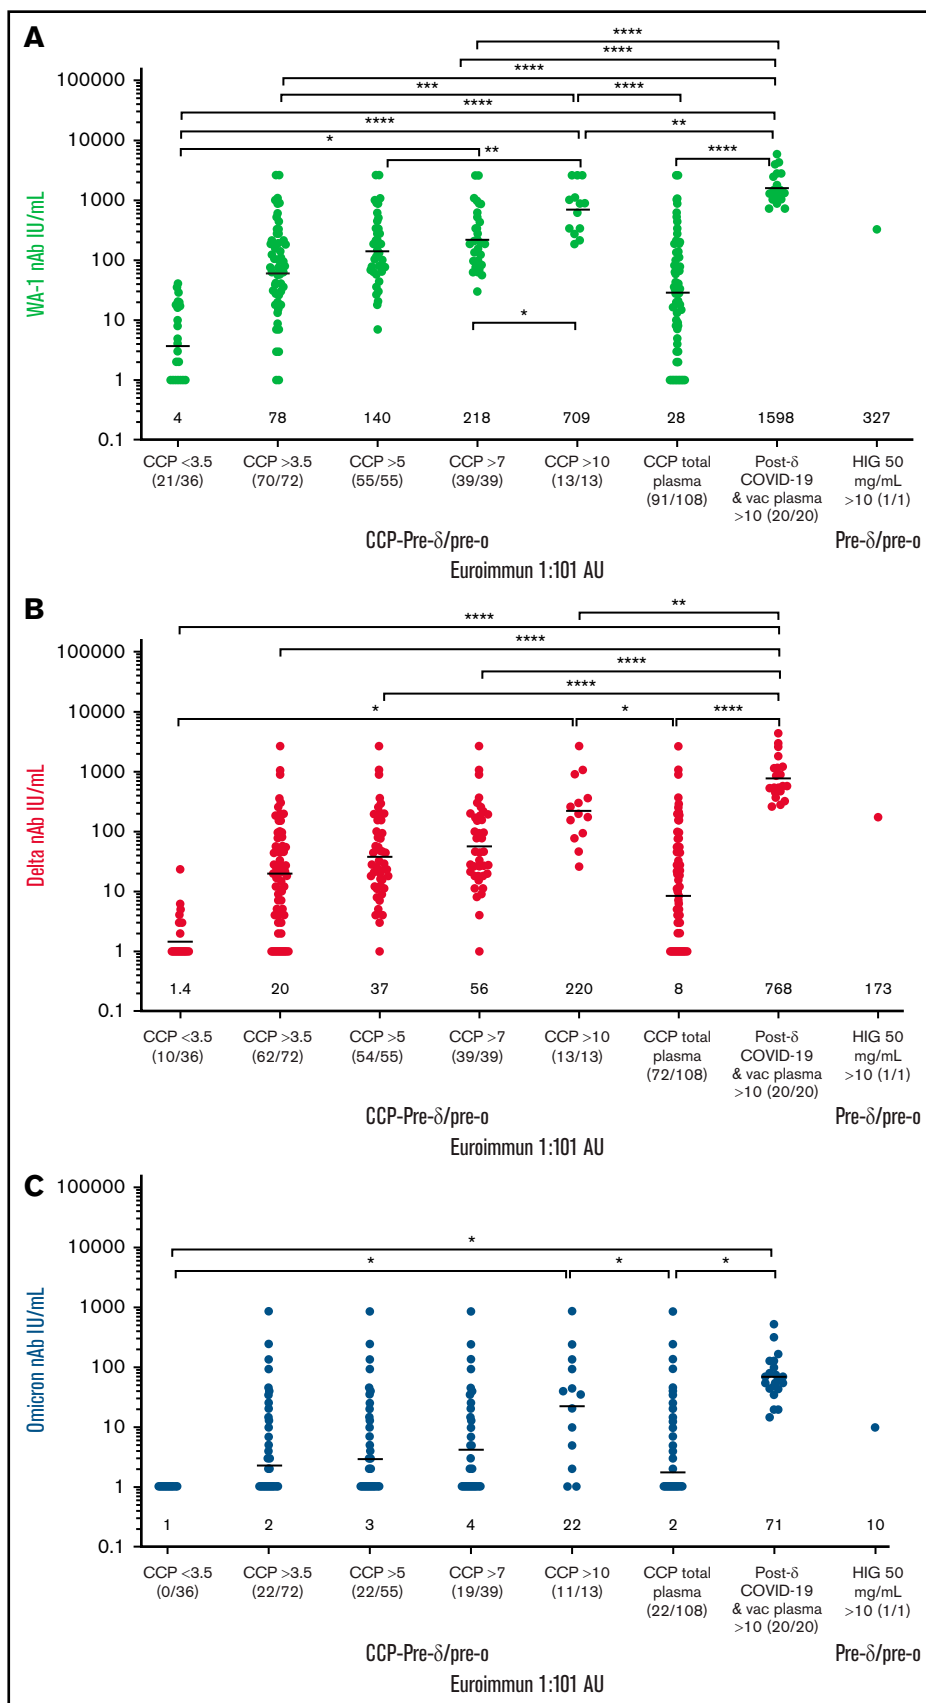 A
****
****
****
*** ****
****
**** **
* ****
**
*
WA-1 nAb IU/mL
100000
10000
1000
100
10
1
0.1
4 78 140 218 709 28 1598 327
CCP <3.5 CCP >3.5 CCP >5 CCP >7 CCP >10 CCP total Post-δ HIG 50
(21/36) (70/72) (55/55) (39/39) (13/13) plasma COVID-19 mg/mL
(91/108) & vac plasma >10 (1/1)
>10 (20/20)
CCP-Pre-δ/pre-o Pre-δ/pre-o
Euroimmun 1:101 AU
B
**
****
****
****
****
* * ****
Delta nAb IU/mL
100000
10000
1000
100
10
1
0.1
1.4 20 37 56 220 8 768 173
CCP <3.5 CCP >3.5 CCP >5 CCP >7 CCP >10 CCP total Post-δ HIG 50
(10/36) (62/72) (54/55) (39/39) (13/13) plasma COVID-19 mg/mL
(72/108) & vac plasma >10 (1/1)
>10 (20/20)
CCP-Pre-δ/pre-o Pre-δ/pre-o
Euroimmun 1:101 AU
C
*
* * *
Omicron nAb IU/mL
100000
10000
1000
100
10
1
0.1
1 2 3 4 22 2 71 10
CCP <3.5 CCP >3.5 CCP >5 CCP >7 CCP >10 CCP total Post-δ HIG 50
(0/36) (22/72) (22/55) (19/39) (11/13) plasma COVID-19 mg/mL
(22/108) & vac plasma >10 (1/1)
>10 (20/20)
CCP-Pre-δ/pre-o Pre-δ/pre-o
Euroimmun 1:101 AU